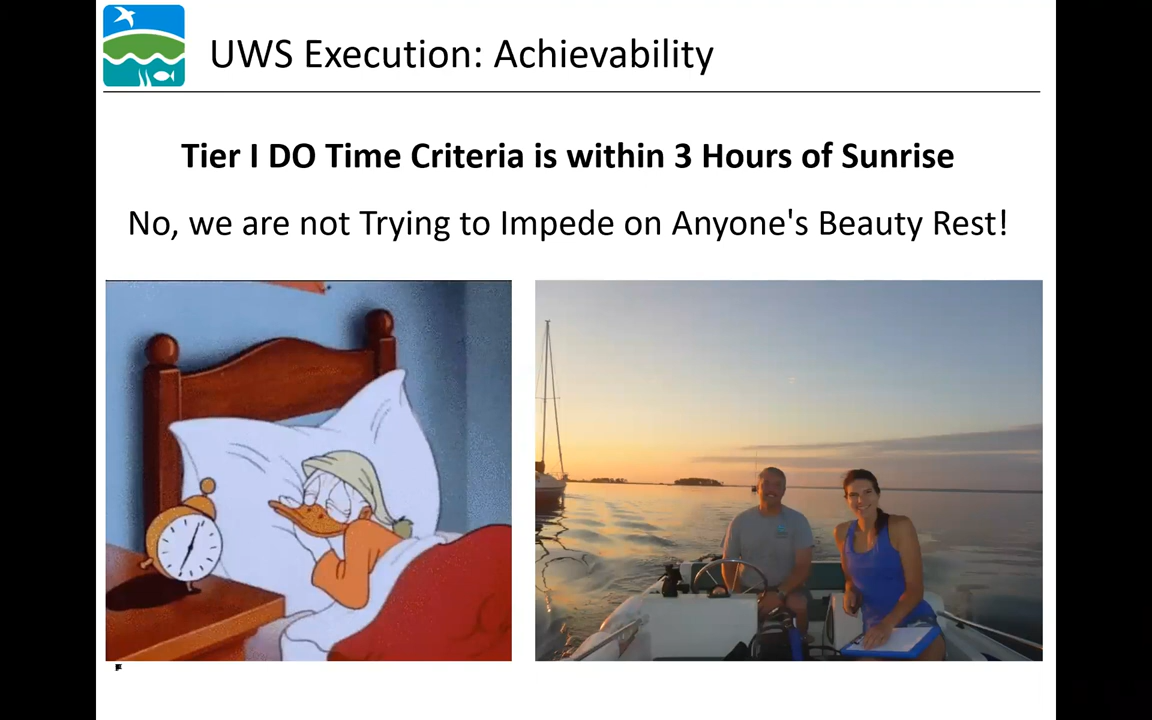 UWS Execution: Achievability
Tier I DO Time Criteria is within 3 Hours of Sunrise
No, we are not Trying to Impede on Anyone's Beauty Rest!